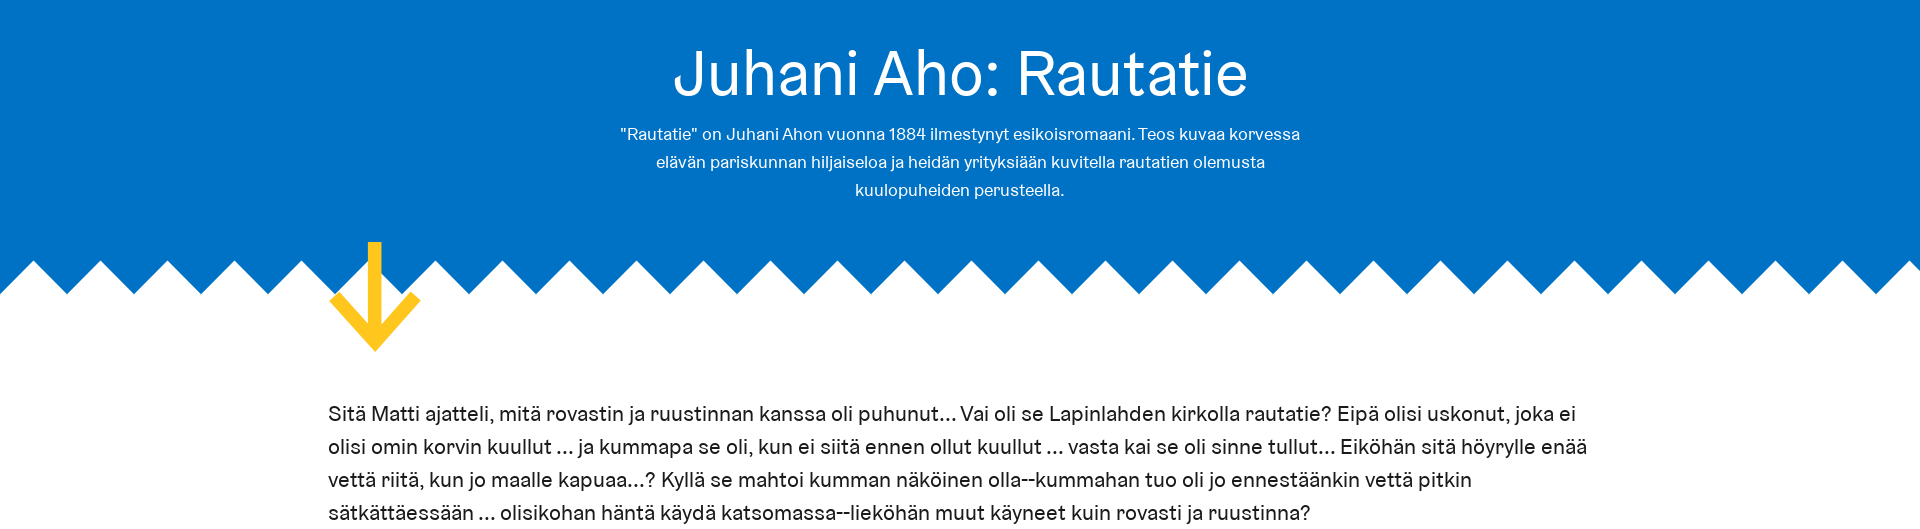 Juhani Aho: Rautatie
"Rautatie" on Juhani Ahon vuonna 1884 ilmestynyt esikoisromaani. Teos kuvaa korvessa
elävän pariskunnan hiljaiseloa ja heidän yrityksiään kuvitella rautatien olemusta
kuulopuheiden perusteella.
Sitä Matti ajatteli, mitä rovastin ja ruustinnan kanssa oli puhunut... Vai oli se Lapinlahden kirkolla rautatie? Eipä olisi uskonut, joka ei
olisi omin korvin kuullut ... ja kummapa se oli, kun ei siitä ennen ollut kuullut ... vasta kai se oli sinne tullut... Eiköhän sitä höyrylle enää
vettä riitä, kun jo maalle kapuaa...? Kyllä se mahtoi kumman näköinen olla--kummahan tuo oli jo ennestäänkin vettä pitkin
sätkättäessään ... olisikohan häntä käydä katsomassa--lieköhän muut käyneet kuin rovasti ja ruustinna?